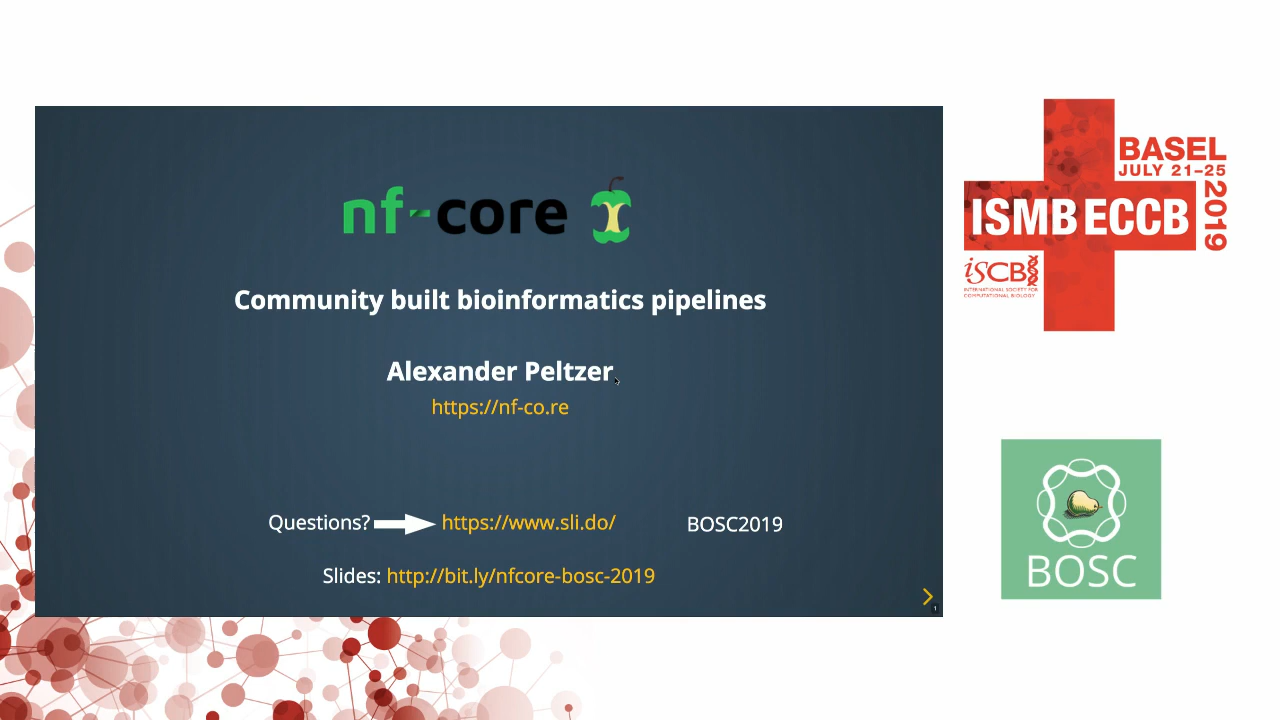 nf-core
Community built bioinformatics pipelines
Alexander Peltzer
https://nf-co.re
Questions? https://www.sli.do/ BOSC2019
Slides: http://bit.ly/nfcore-bosc-2019
1
BASEL
JULY 21–25
2019
ISMB ECCB
iSCB
INTERNATIONAL SOCIETY FOR
COMPUTATIONAL BIOLOGY
BOSC